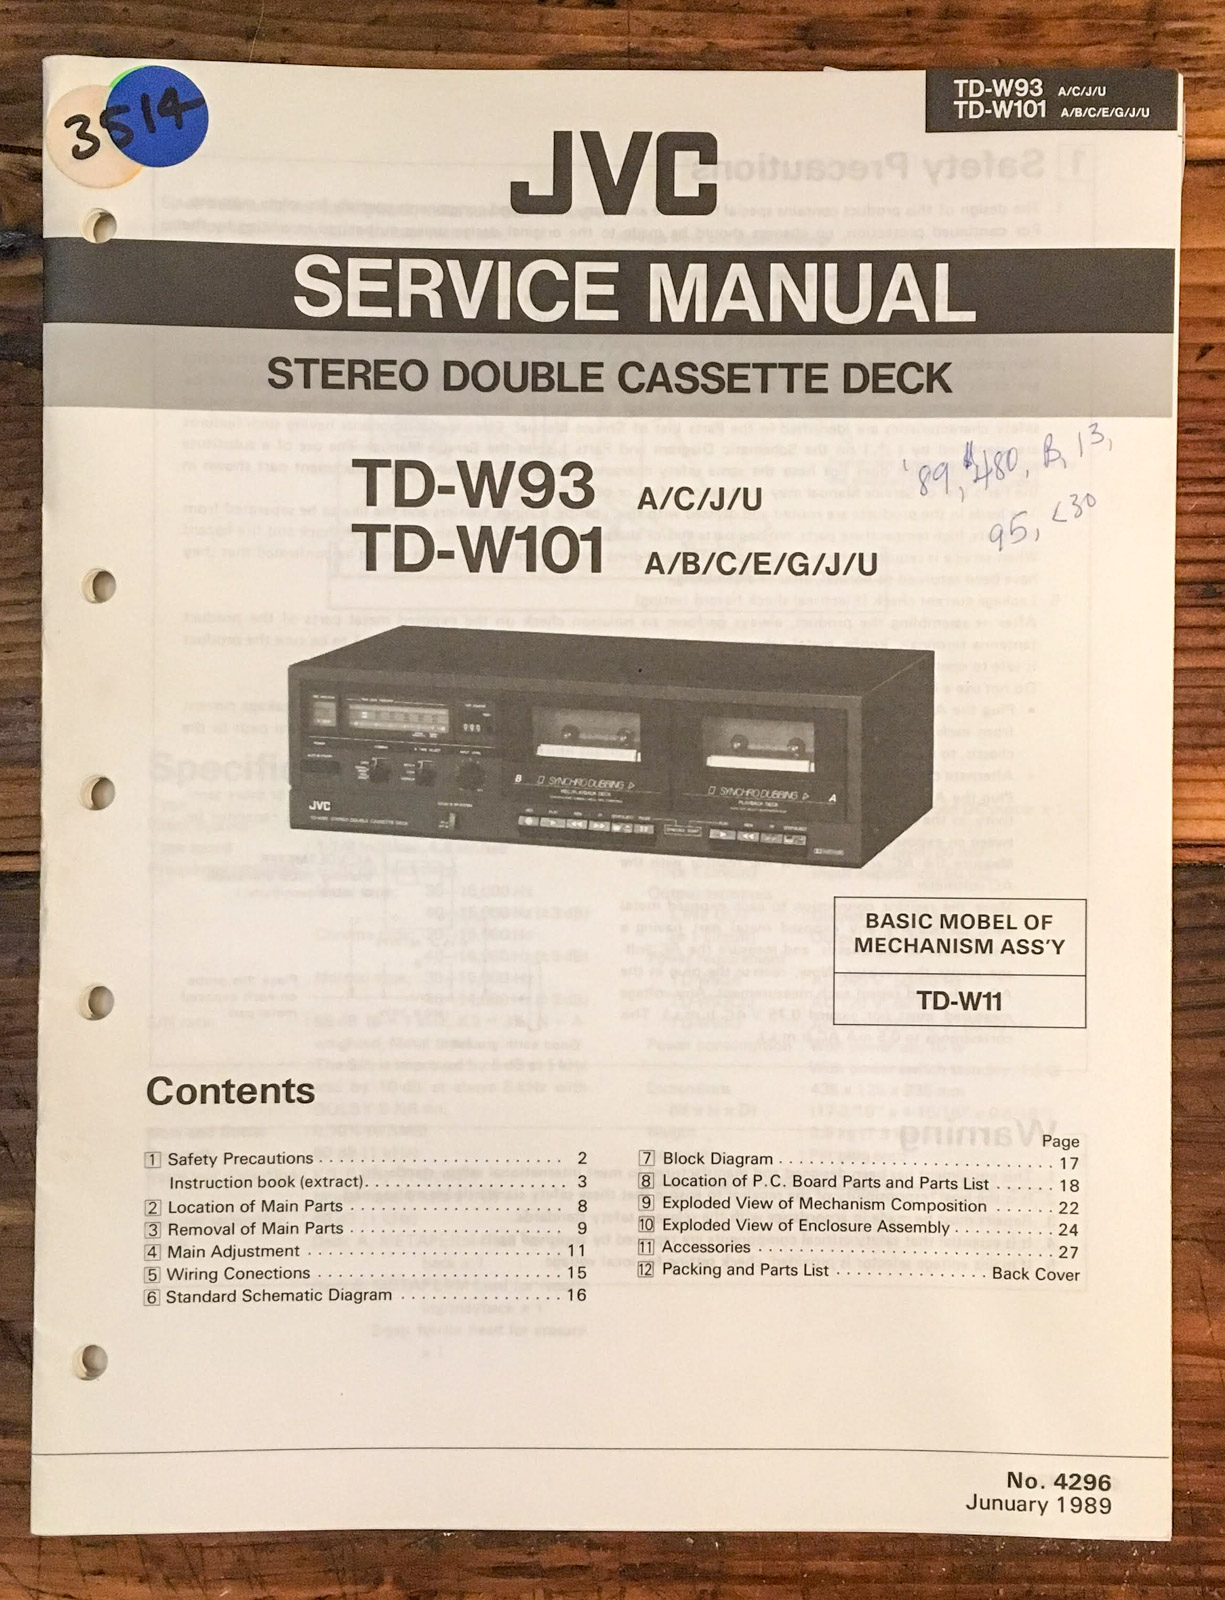 3514
TD-W93 A/C/J/U
TD-W101 A/B/C/E/G/J/U
JVC
SERVICE MANUAL
STEREO DOUBLE CASSETTE DECK
TD-W93 A/C/J/U
TD-W101 A/B/C/E/G/J/U
'89, $480, B, 13,
95, <30
JVC
B SYNCHRO DUBBING
SYNCHRO DUBBING
PLAYBACK DECK A
BASIC MOBEL OF
MECHANISM ASS'Y
TD-W11
Contents
1 Safety Precautions . . . . . . . . . . . . . . . . . . . . . . . . . . 2
Instruction book (extract). . . . . . . . . . . . . . . . . . . . . 3
2 Location of Main Parts . . . . . . . . . . . . . . . . . . . . . . . 8
3 Removal of Main Parts . . . . . . . . . . . . . . . . . . . . . . . 9
4 Main Adjustment . . . . . . . . . . . . . . . . . . . . . . . . . . 11
5 Wiring Conections . . . . . . . . . . . . . . . . . . . . . . . . . 15
6 Standard Schematic Diagram . . . . . . . . . . . . . . . . . 16
Page
7 Block Diagram . . . . . . . . . . . . . . . . . . . . . . . . . . . . . 17
8 Location of P.C. Board Parts and Parts List . . . . . . 18
9 Exploded View of Mechanism Composition . . . . . . 22
10 Exploded View of Enclosure Assembly . . . . . . . . . . . 24
11 Accessories . . . . . . . . . . . . . . . . . . . . . . . . . . . . . . . . 27
12 Packing and Parts List . . . . . . . . . . . . . . . . Back Cover
No. 4296
Junuary 1989